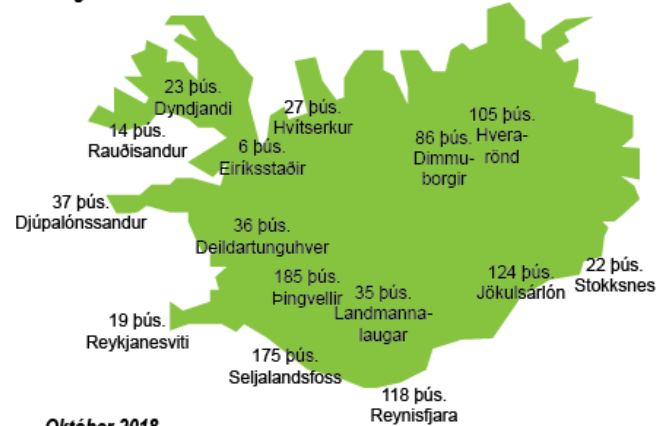 23 þús.
Dyndjandi
14 þús.
Rauðisandur
27 þús.
Hvítserkur
6 þús.
Eiríksstaðir
105 þús.
Hvera-
rönd
86 þús.
Dimmu-
borgir
37 þús.
Djúpalónssandur
36 þús.
Deildartunguhver
185 þús.
Þingvellir
35 þús.
Landmanna-
laugar
124 þús.
Jökulsárlón
22 þús.
Stokksnes
19 þús.
Reykjanesviti
175 þús.
Seljalandsfoss
118 þús.
Reynisfjara
Október 2018